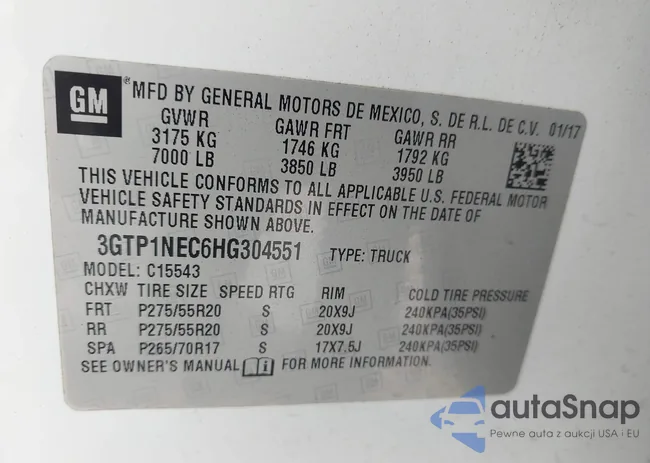 GM
® MFD BY GENERAL MOTORS DE MEXICO, S. DE R.L. DE C.V. 01/17
GVWR GAWR FRT GAWR RR
3175 KG 1746 KG 1792 KG
7000 LB 3850 LB 3950 LB
THIS VEHICLE CONFORMS TO ALL APPLICABLE U.S. FEDERAL MOTOR
VEHICLE SAFETY STANDARDS IN EFFECT ON THE DATE OF
MANUFACTURE SHOWN ABOVE.
3GTP1NEC6HG304551 TYPE: TRUCK
MODEL: C15543
CHXW TIRE SIZE SPEED RTG RIM COLD TIRE PRESSURE
FRT P275/55R20 S 20X9J 240KPA(35PSI)
RR P275/55R20 S 20X9J 240KPA(35PSI)
SPA P265/70R17 S 17X7.5J 240KPA(35PSI)
SEE OWNER'S MANUAL FOR MORE INFORMATION.
autaSnap
Pewne auta z aukcji USA i EU